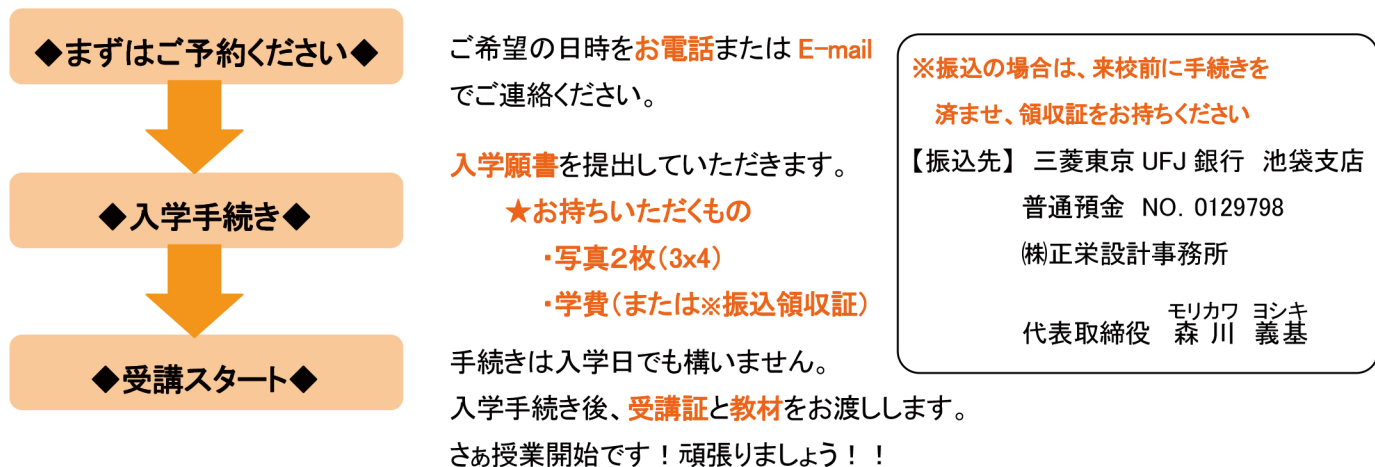 ◆まずはご予約ください◆
◆入学手続き◆
◆受講スタート◆
ご希望の日時をお電話または E-mail
でご連絡ください。
入学願書を提出していただきます。
★お持ちいただくもの
・写真2枚(3x4)
・学費(または※振込領収証)
手続きは入学日でも構いません。
入学手続き後、受講証と教材をお渡しします。
さぁ授業開始です！頑張りましょう！！
※振込の場合は、来校前に手続きを
済ませ、領収証をお持ちください
【振込先】 三菱東京 UFJ 銀行 池袋支店
普通預金 NO. 0129798
㈱正栄設計事務所
モリカワ ヨシキ
代表取締役 森川 義基